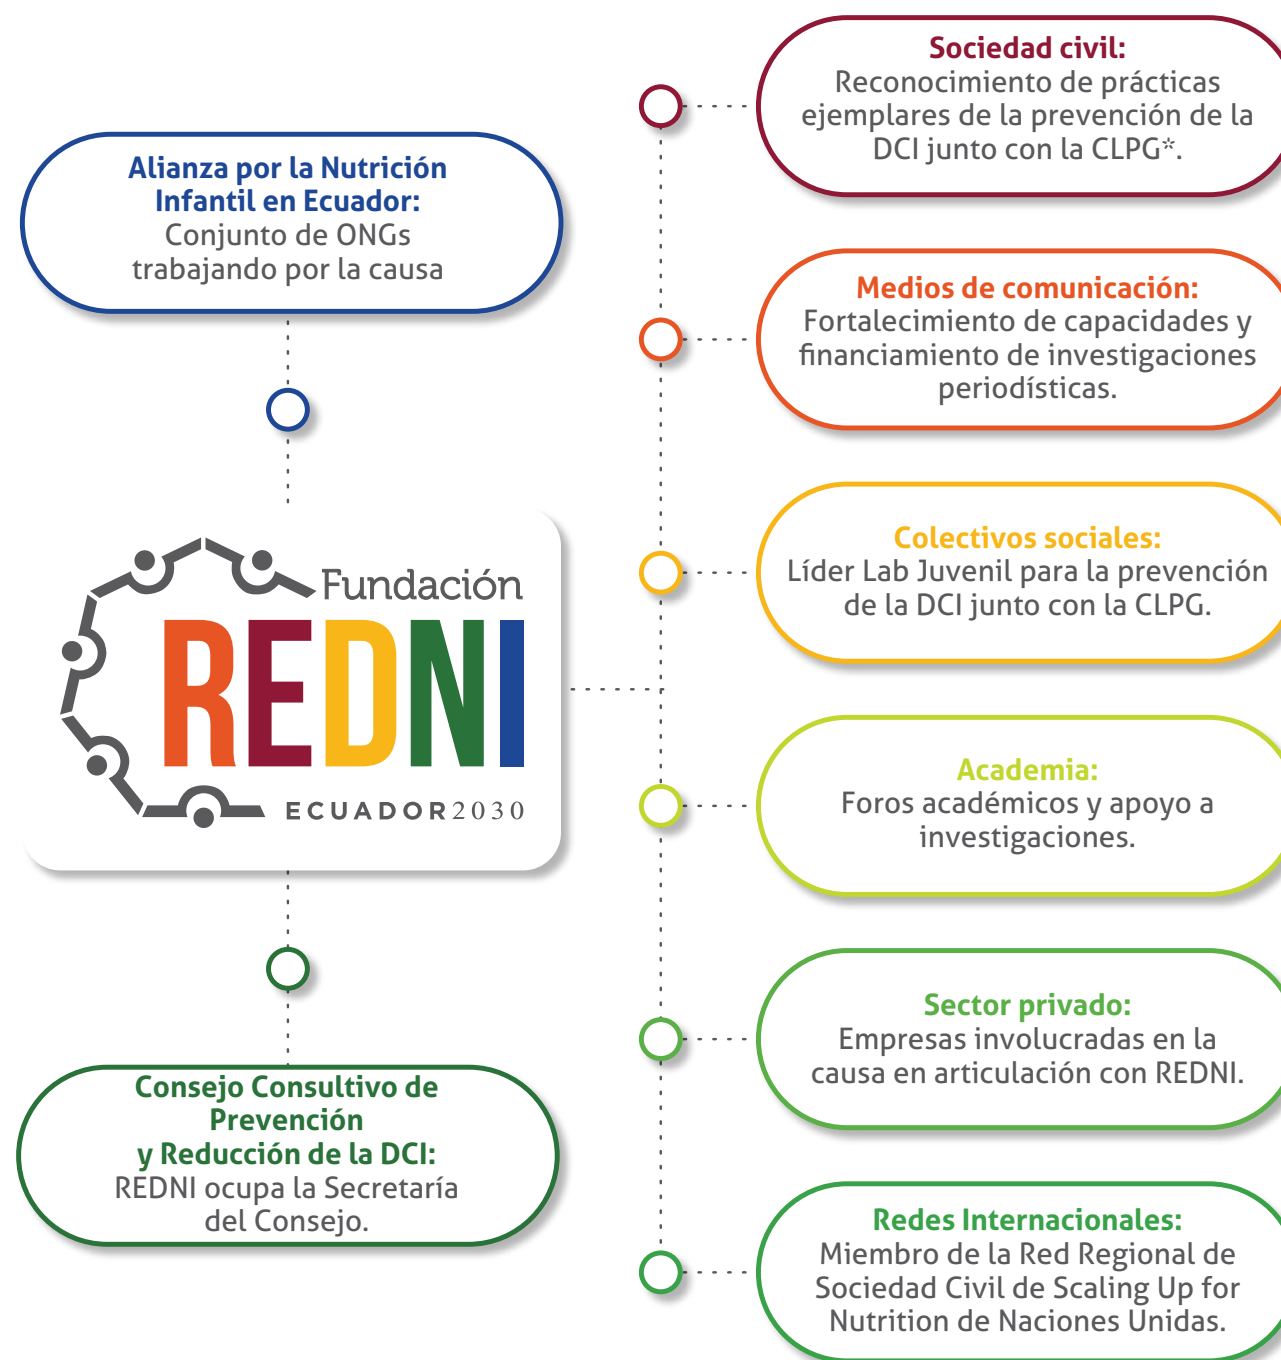 Alianza por la Nutrición
Infantil en Ecuador:
Conjunto de ONGs
trabajando por la causa
Fundación
REDNI
ECUADOR2030
Consejo Consultivo de
Prevención
y Reducción de la DCI:
REDNI ocupa la Secretaría
del Consejo.
Sociedad civil:
Reconocimiento de prácticas
ejemplares de la prevención de la
DCI junto con la CLPG*.
Medios de comunicación:
Fortalecimiento de capacidades y
financiamiento de investigaciones
periodísticas.
Colectivos sociales:
Líder Lab Juvenil para la prevención
de la DCI junto con la CLPG.
Academia:
Foros académicos y apoyo a
investigaciones.
Sector privado:
Empresas involucradas en la
causa en articulación con REDNI.
Redes Internacionales:
Miembro de la Red Regional de
Sociedad Civil de Scaling Up for
Nutrition de Naciones Unidas.